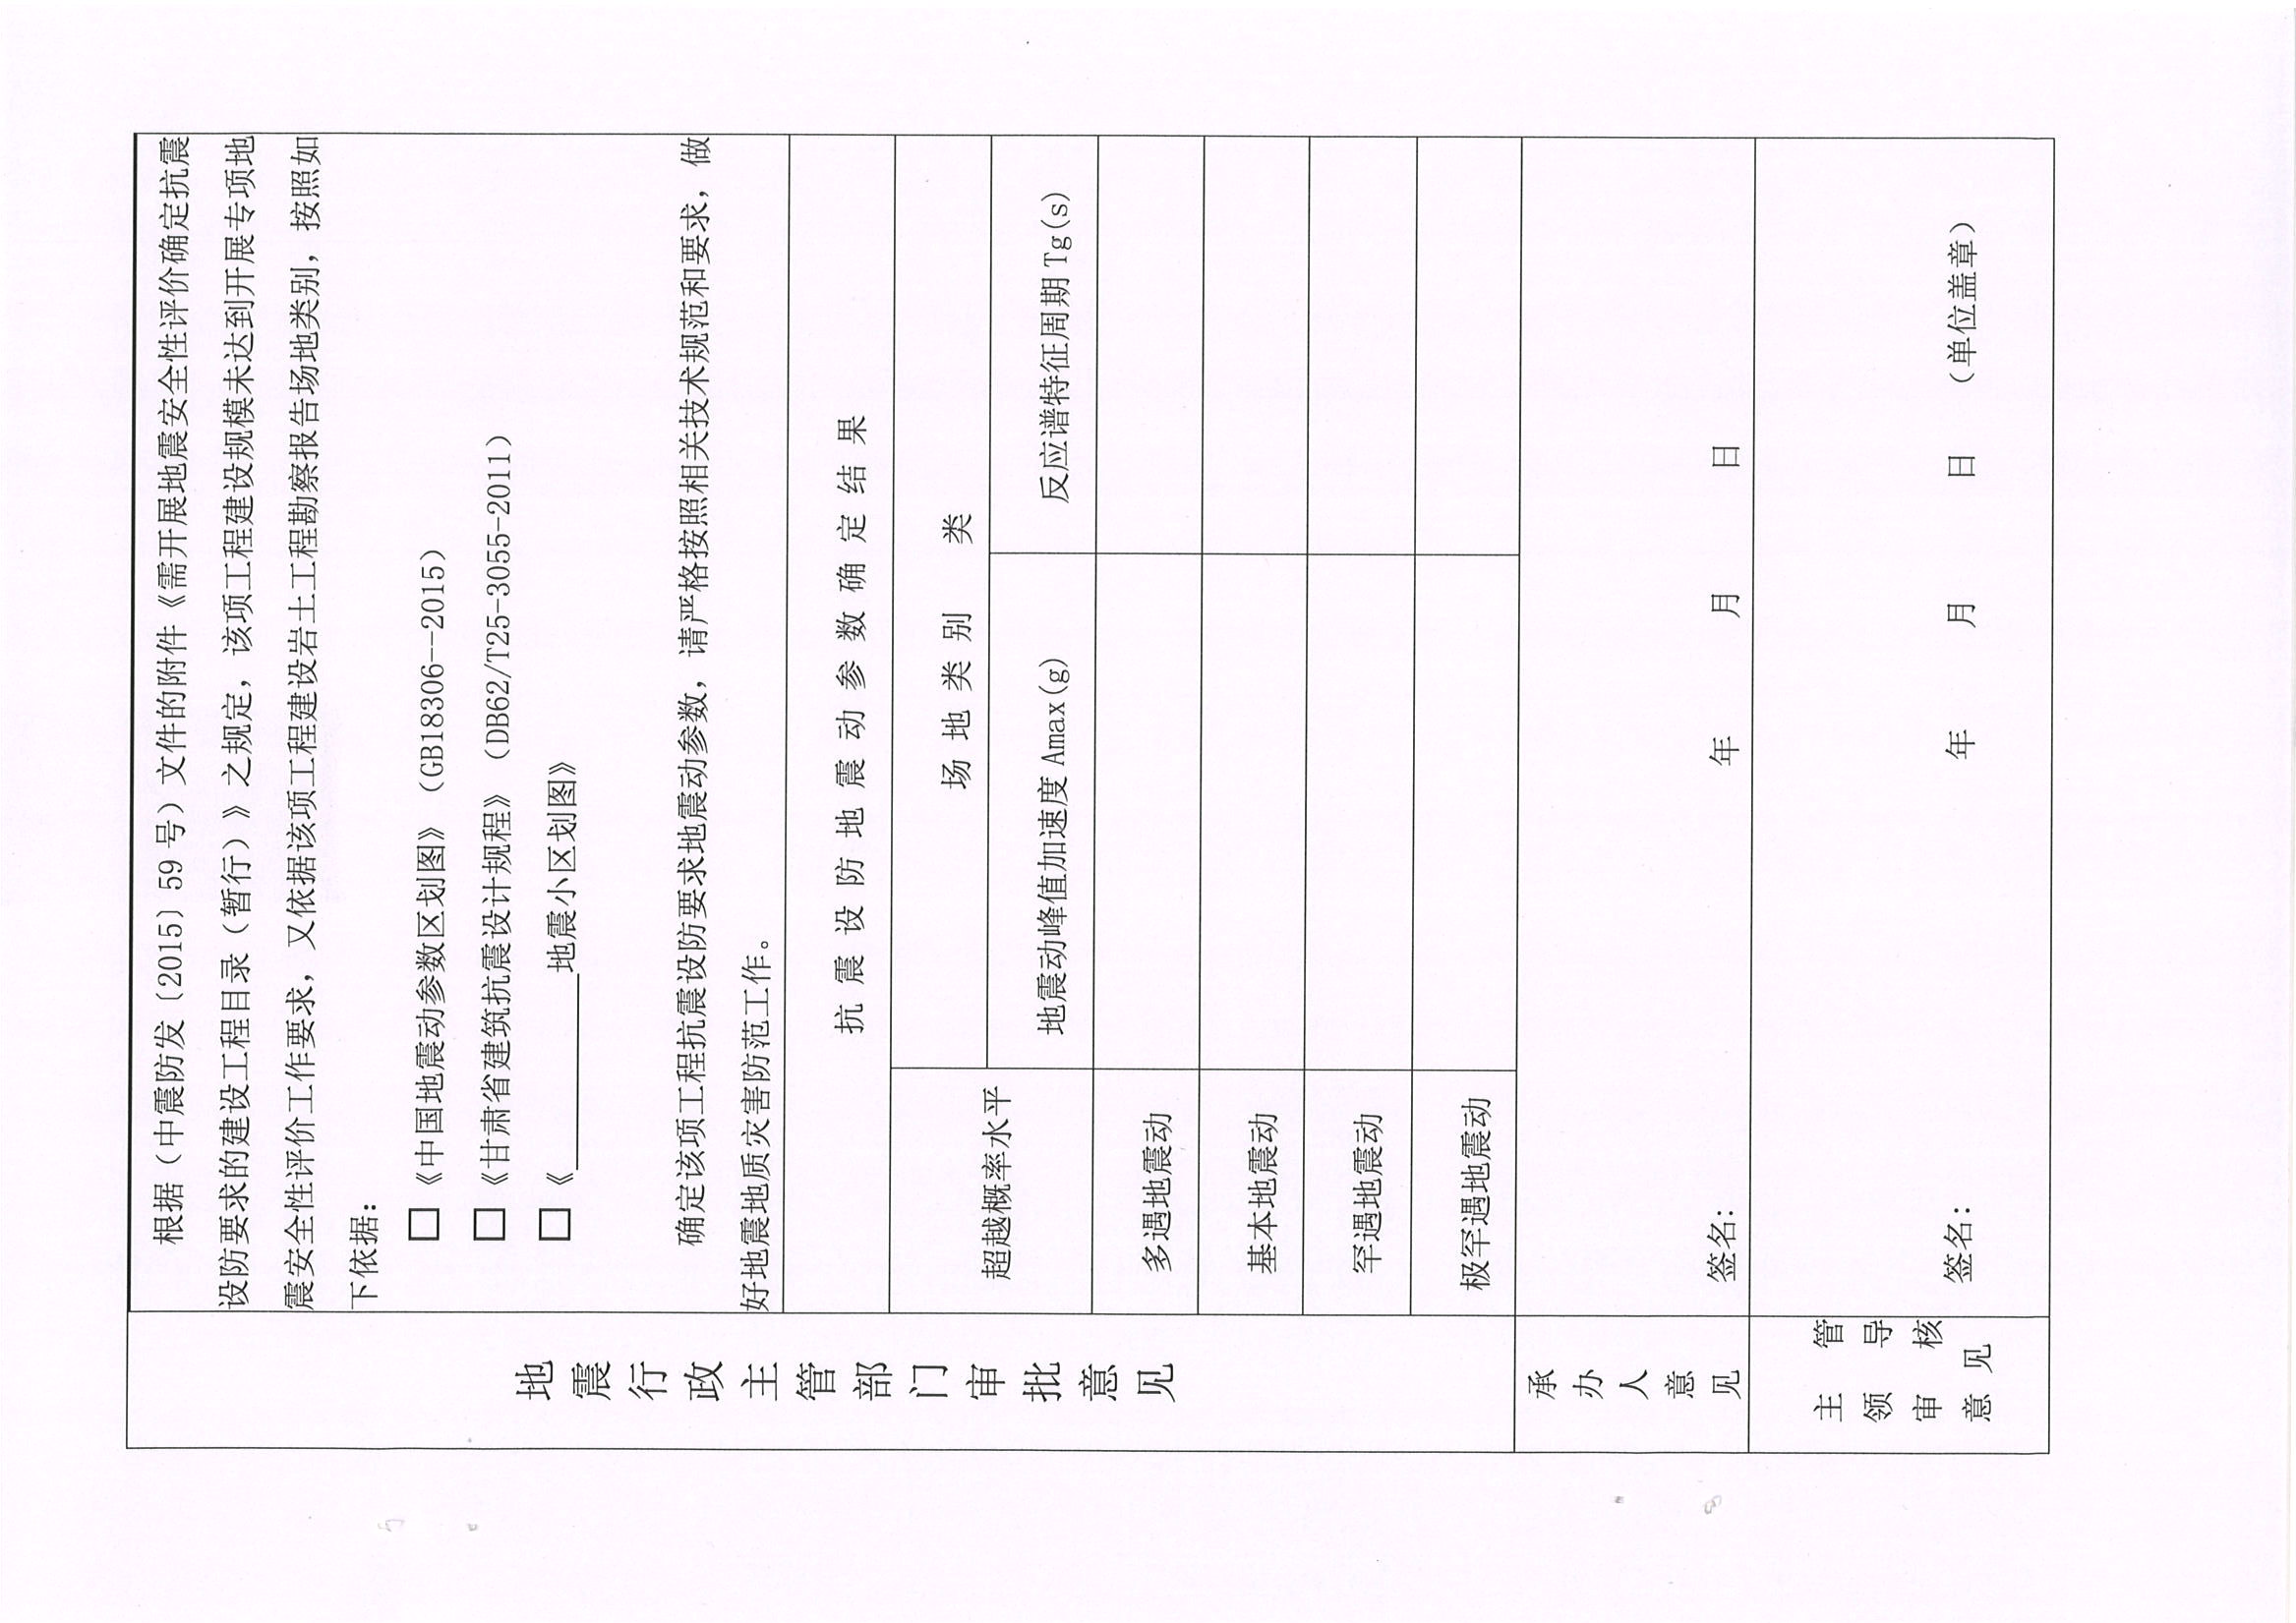 地震行政主管部门审批意见
根据（中震防发〔2015〕59 号）文件的附件《需开展地震安全性评价确定抗震
设防要求的建设工程目录（暂行）》之规定，该项工程建设规模未达到开展专项地
震安全性评价工作要求，又依据该项工程建设岩土工程勘察报告场地类别，按照如
下依据：
□《中国地震动参数区划图》（GB18306--2015）
□《甘肃省建筑抗震设计规程》（DB62/T25-3055-2011）
□《____________地震小区划图》
确定该项工程抗震设防要求地震动参数，请严格按照相关技术规范和要求，做
好地震地质灾害防范工作。
抗震设防地震动参数确定结果
超越概率水平
场地类别 类
地震动峰值加速度 Amax(g)
反应谱特征周期 Tg(s)
多遇地震动
基本地震动
罕遇地震动
极罕遇地震动
承办人意见
签名: 年 月 日
主管
领导
审核
意见
签名: 年 月 日 （单位盖章）